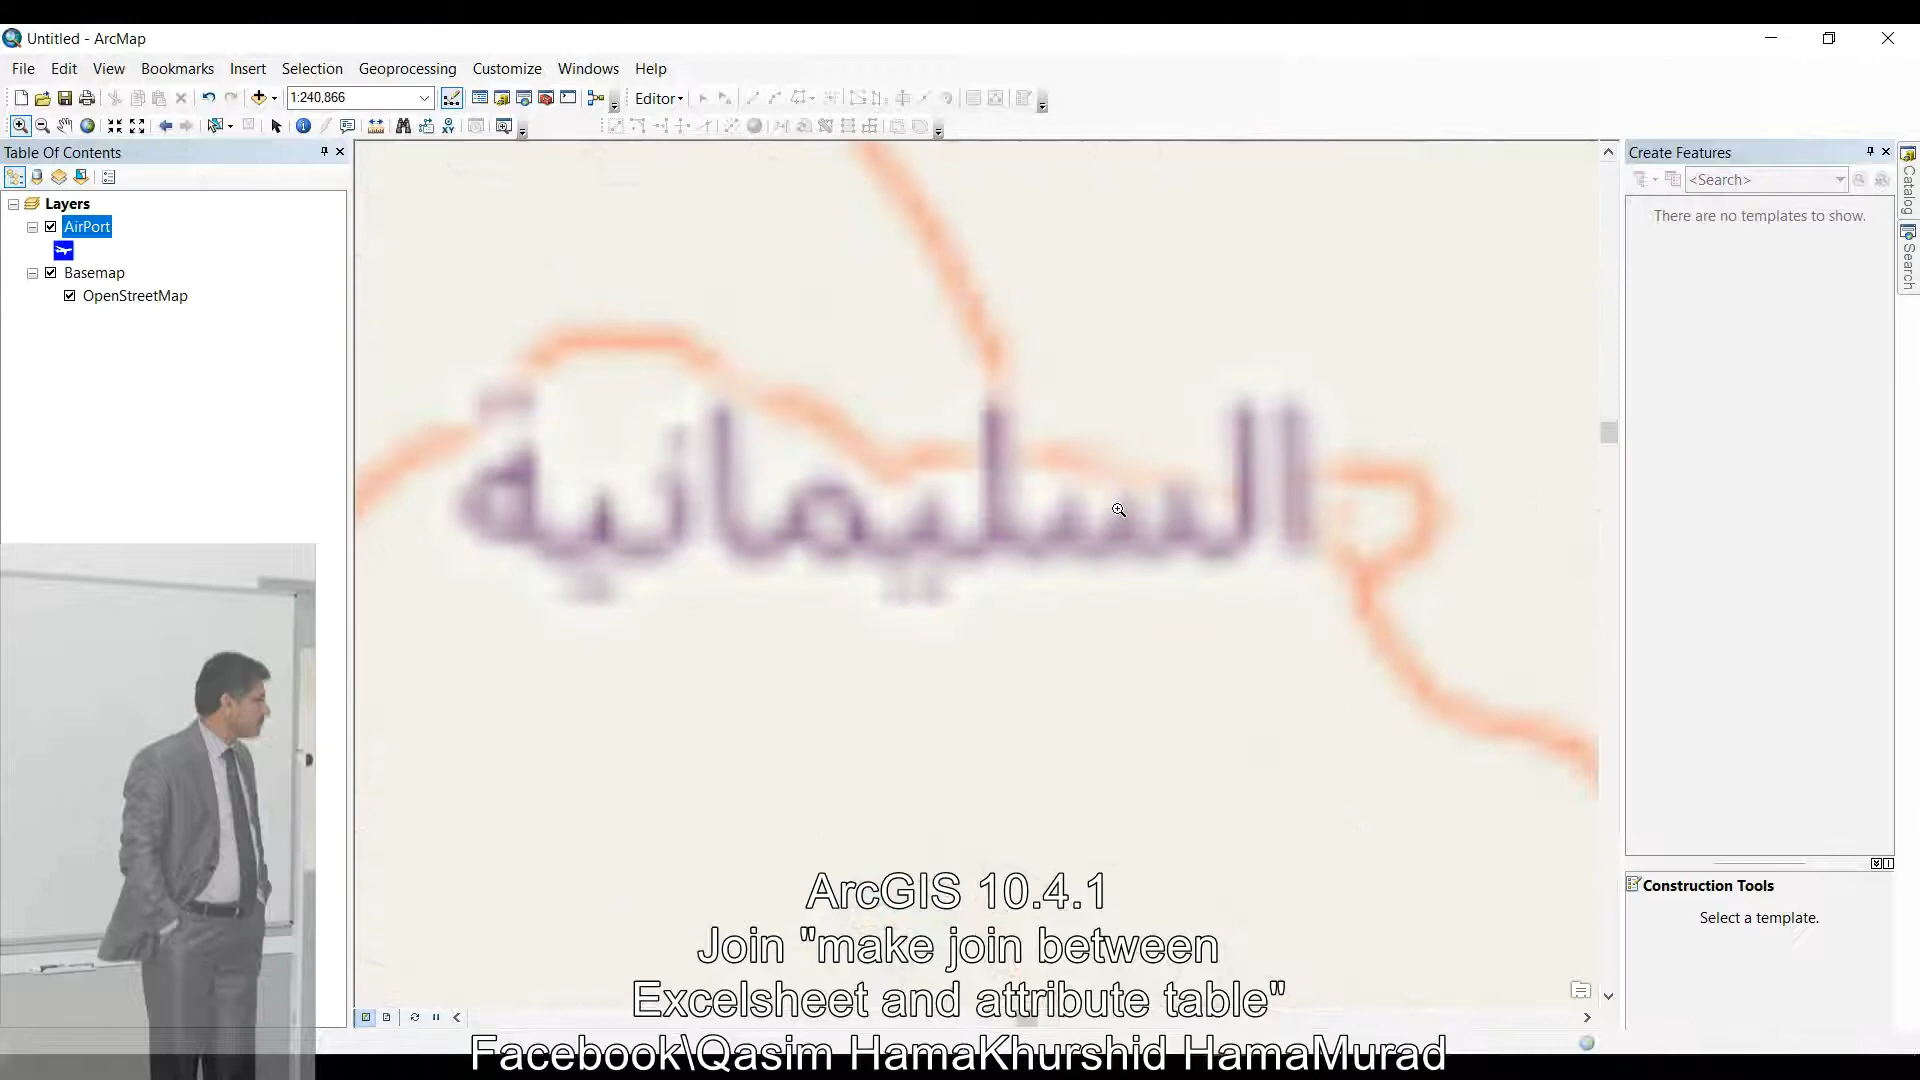 Untitled - ArcMap
File Edit View Bookmarks Insert Selection Geoprocessing Customize Windows Help
1:240,866
Editor
Table Of Contents
Create Features
<Search>
Catalog
Search
Layers
AirPort
Basemap
OpenStreetMap
There are no templates to show.
السليمانية
Construction Tools
Select a template.
ArcGIS 10.4.1
Join "make join between
Excelsheet and attribute table"
Facebook\Qasim HamaKhurshid HamaMurad